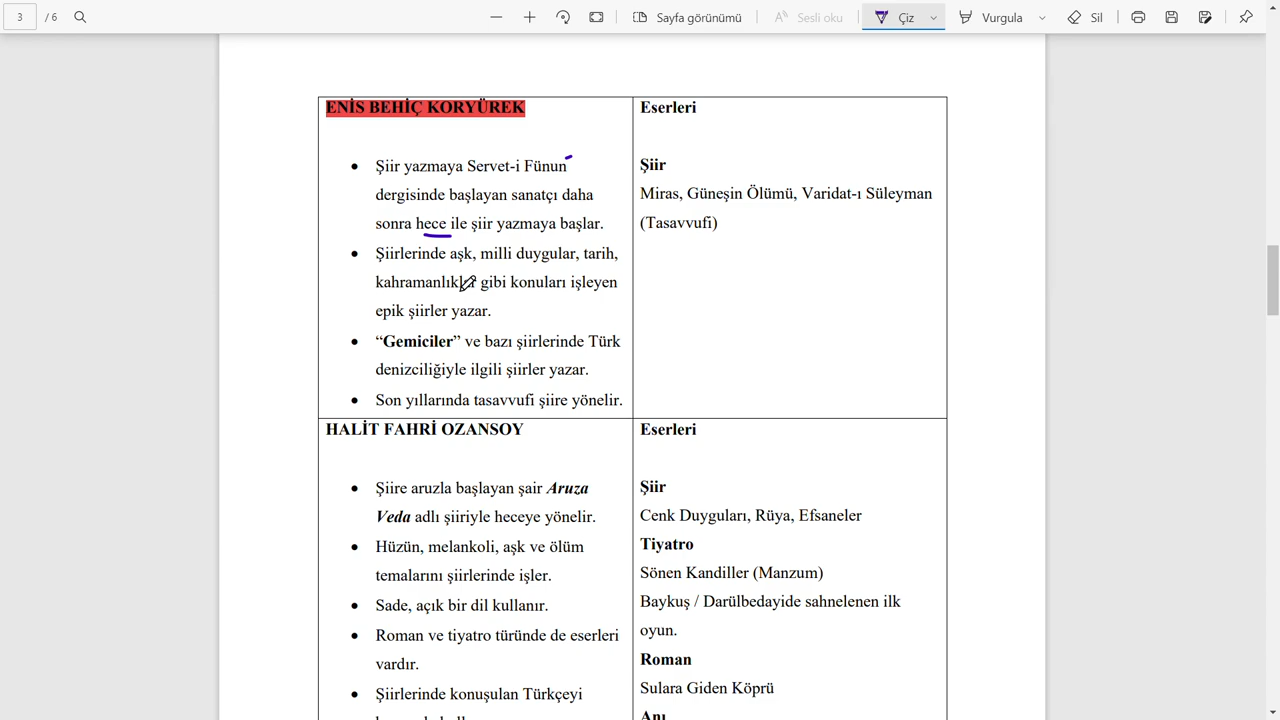 3 / 6 Sayfa görünümü Sesli oku Çiz Vurgula Sil
ENİS BEHİÇ KORYÜREK
• Şiir yazmaya Servet-i Fünun
dergisinde başlayan sanatçı daha
sonra hece ile şiir yazmaya başlar.
• Şiirlerinde aşk, milli duygular, tarih,
gibi konuları işleyen
epik şiirler yazar.
• “Gemiciler” ve bazı şiirlerinde Türk
denizciliğiyle ilgili şiirler yazar.
• Son yıllarında tasavvufi şiire yönelir.
Eserleri
Şiir
Miras, Güneşin Ölümü, Varidat-ı Süleyman
(Tasavvufi)
HALİT FAHRİ OZANSOY
• Şiire aruzla başlayan şair Aruza
Veda adlı şiiriyle heceye yönelir.
• Hüzün, melankoli, aşk ve ölüm
temalarını şiirlerinde işler.
• Sade, açık bir dil kullanır.
• Roman ve tiyatro türünde de eserleri
vardır.
• Şiirlerinde konuşulan Türkçeyi
Eserleri
Şiir
Cenk Duyguları, Rüya, Efsaneler
Tiyatro
Sönen Kandiller (Manzum)
Baykuş / Darülbedayide sahnelenen ilk
oyun.
Roman
Sulara Giden Köprü
Anı